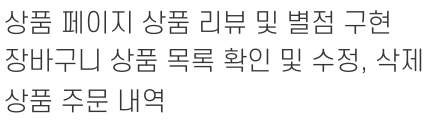 상품 페이지 상품 리뷰 및 별점 구현
장바구니 상품 목록 확인 및 수정, 삭제
상품 주문 내역